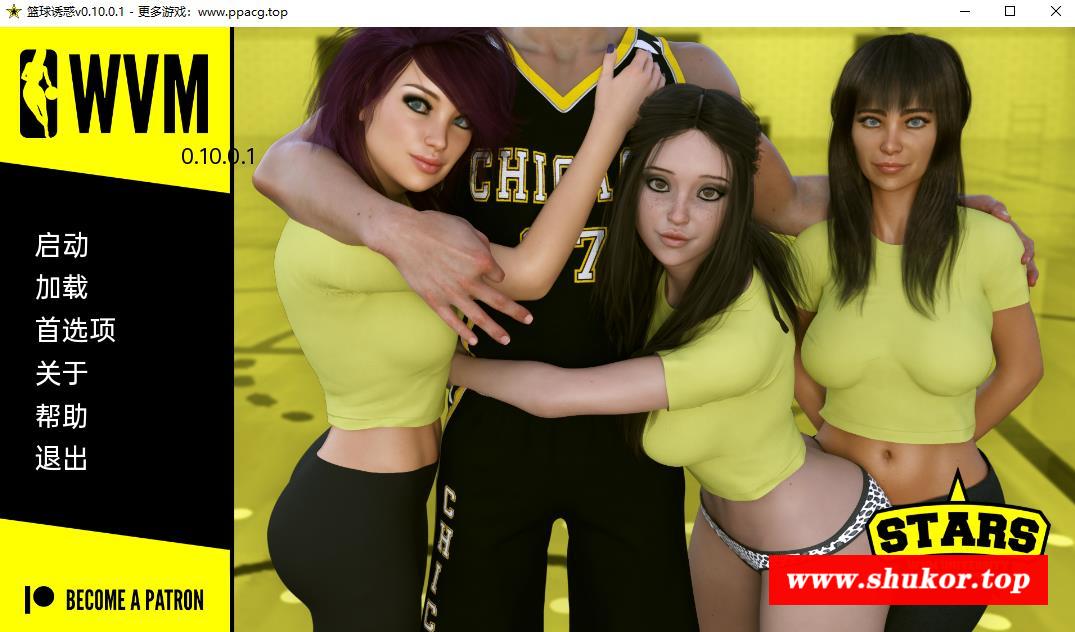 篮球诱惑v0.10.0.1 - 更多游戏：www.ppacg.top
WVM
0.10.0.1
启动
加载
首选项
关于
帮助
退出
BECOME A PATRON
7
CHIC
STARS
www.shukor.top